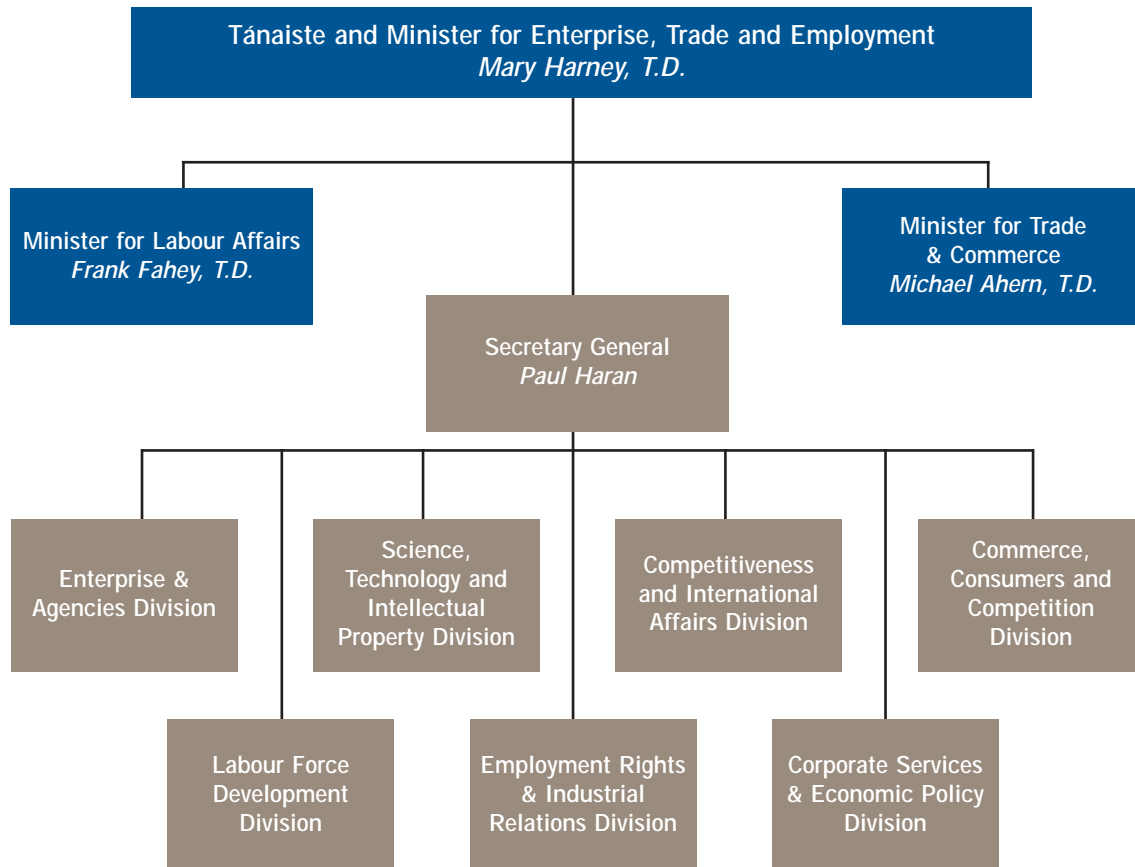 Tánaiste and Minister for Enterprise, Trade and Employment
Mary Harney, T.D.
Minister for Labour Affairs
Frank Fahey, T.D.
Minister for Trade
& Commerce
Michael Ahern, T.D.
Secretary General
Paul Haran
Enterprise &
Agencies Division
Science,
Technology and
Intellectual
Property Division
Competitiveness
and International
Affairs Division
Commerce,
Consumers and
Competition
Division
Labour Force
Development
Division
Employment Rights
& Industrial
Relations Division
Corporate Services
& Economic Policy
Division